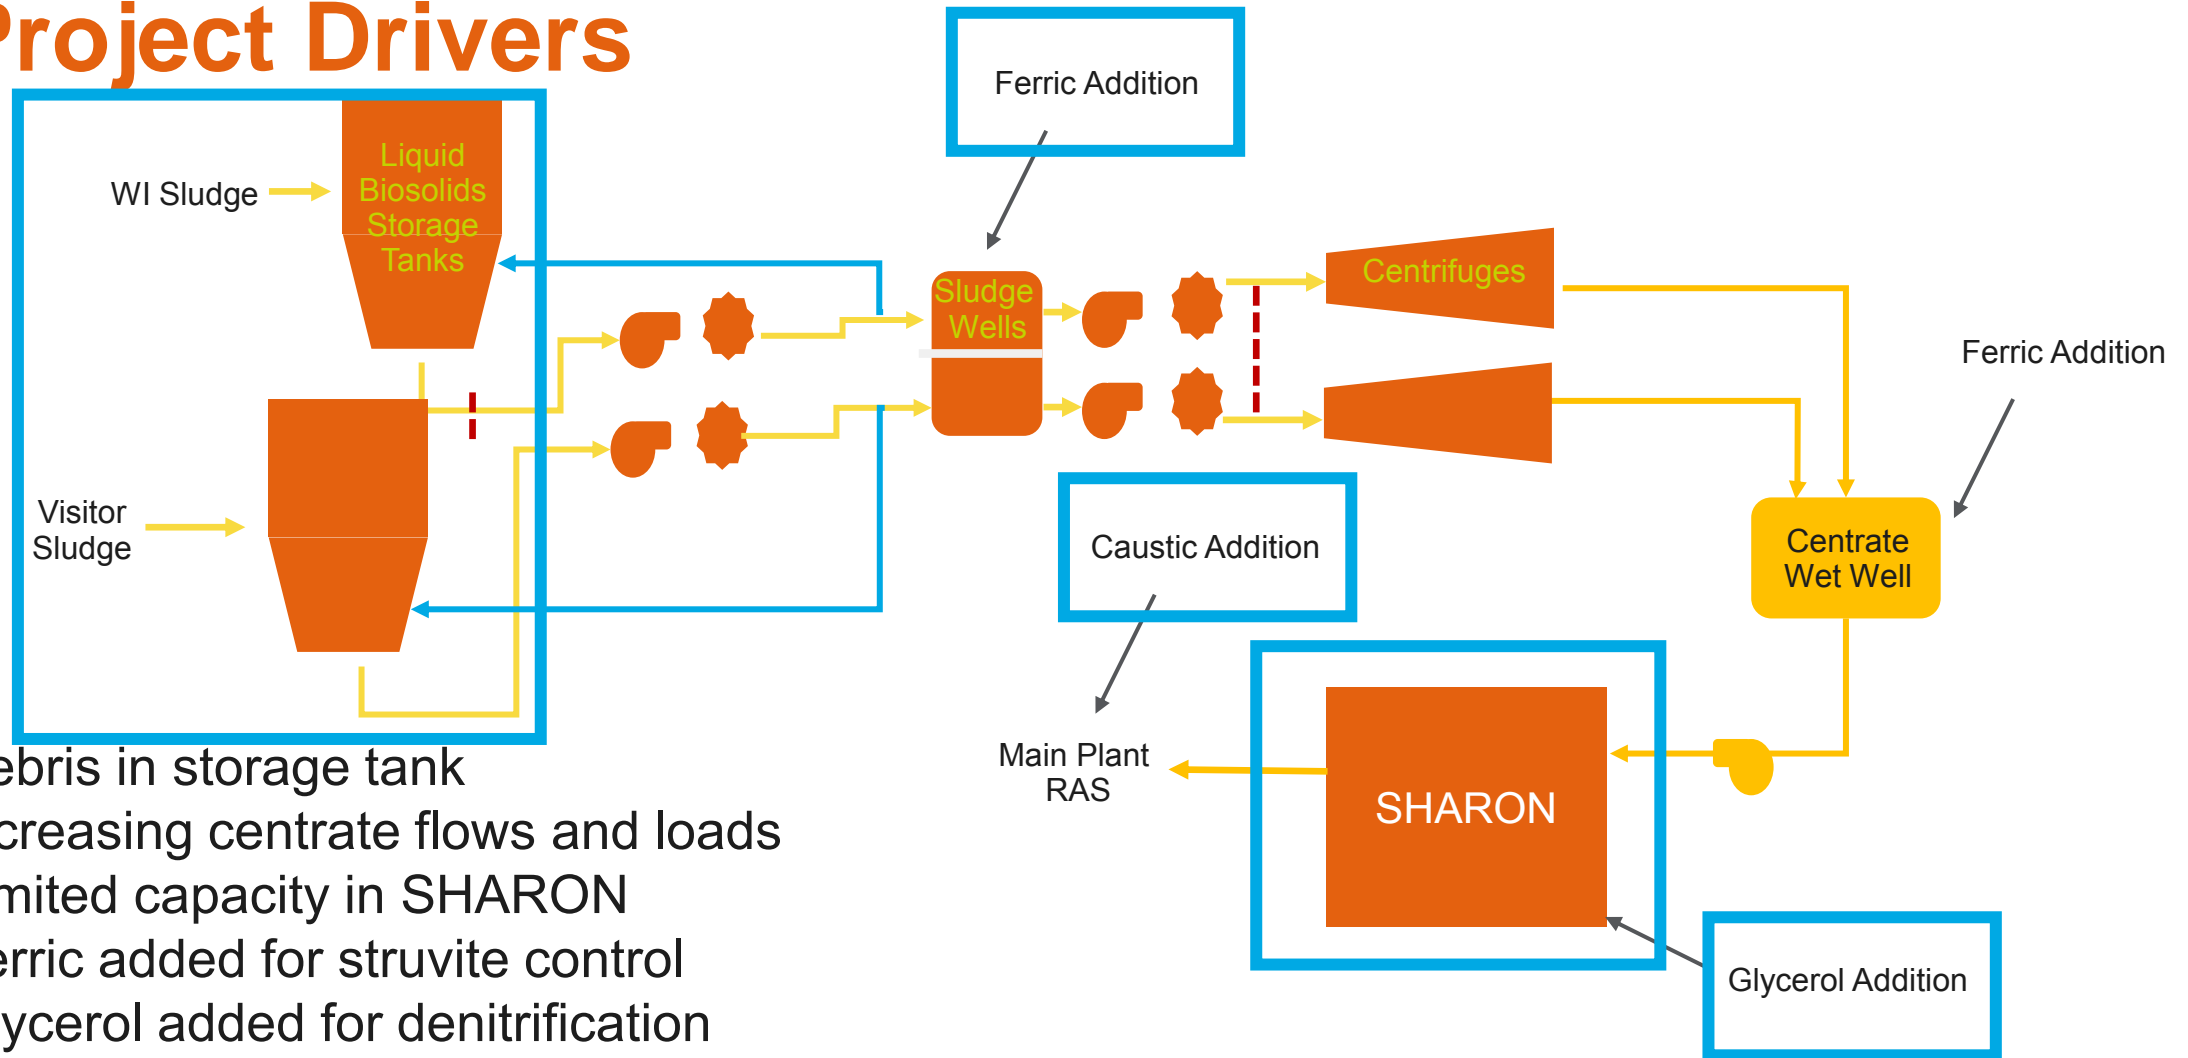 Project Drivers
Ferric Addition
WI Sludge
Liquid
Biosolids
Storage
Tanks
Sludge
Wells
Centrifuges
Ferric Addition
Visitor
Sludge
Caustic Addition
Centrate
Wet Well
Main Plant
RAS
SHARON
Glycerol Addition
ebris in storage tank
creasing centrate flows and loads
mited capacity in SHARON
erric added for struvite control
ycerol added for denitrification